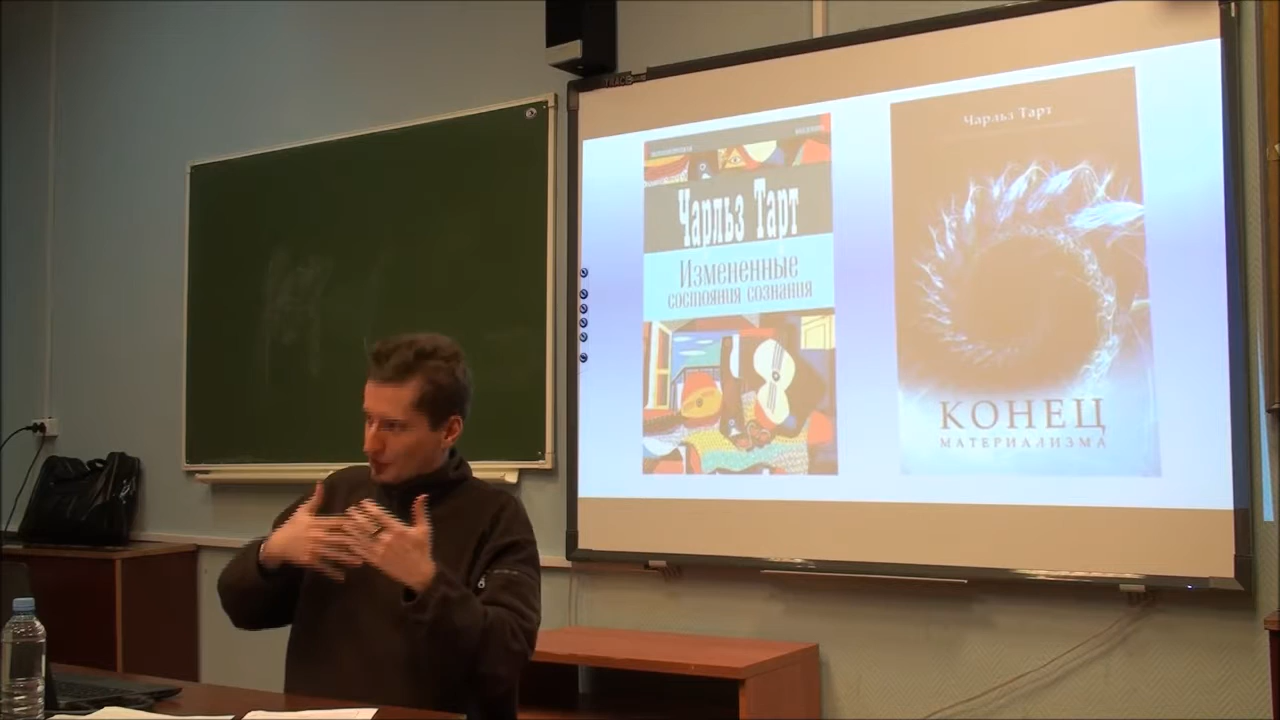 Чарльз Тарт
Измененные
состояния сознания
Чарльз Тарт
КОНЕЦ
МАТЕРИАЛИЗМА